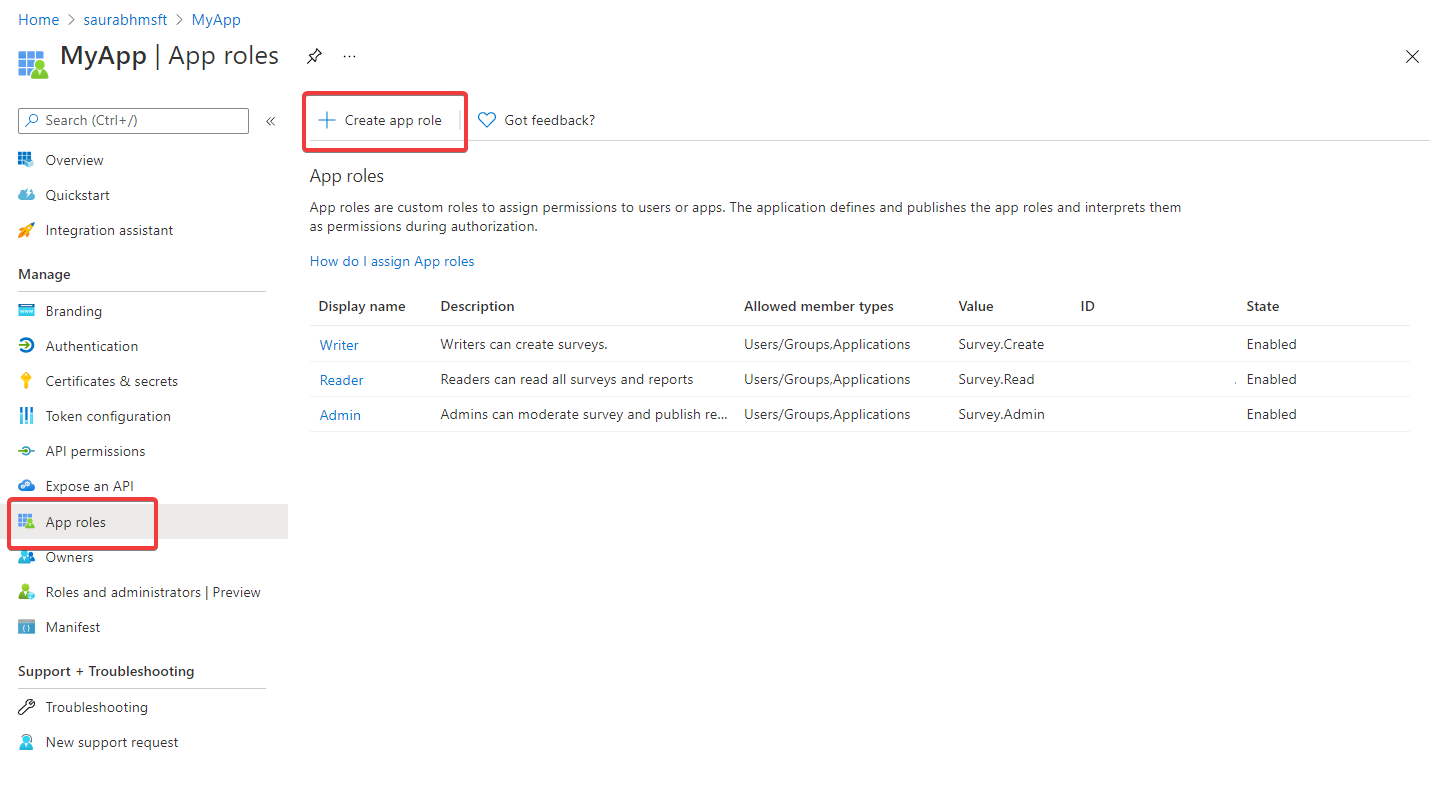 Home > saurabhmsft > MyApp
MyApp | App roles
Search (Ctrl+/)
Overview
Quickstart
Integration assistant
Manage
Branding
Authentication
Certificates & secrets
Token configuration
API permissions
Expose an API
App roles
Owners
Roles and administrators | Preview
Manifest
Support + Troubleshooting
Troubleshooting
New support request
Create app role
Got feedback?
App roles
App roles are custom roles to assign permissions to users or apps. The application defines and publishes the app roles and interprets them
as permissions during authorization.
How do I assign App roles
Display name Description Allowed member types Value ID State
Writer Writers can create surveys. Users/Groups,Applications Survey.Create Enabled
Reader Readers can read all surveys and reports Users/Groups,Applications Survey.Read Enabled
Admin Admins can moderate survey and publish re... Users/Groups,Applications Survey.Admin Enabled